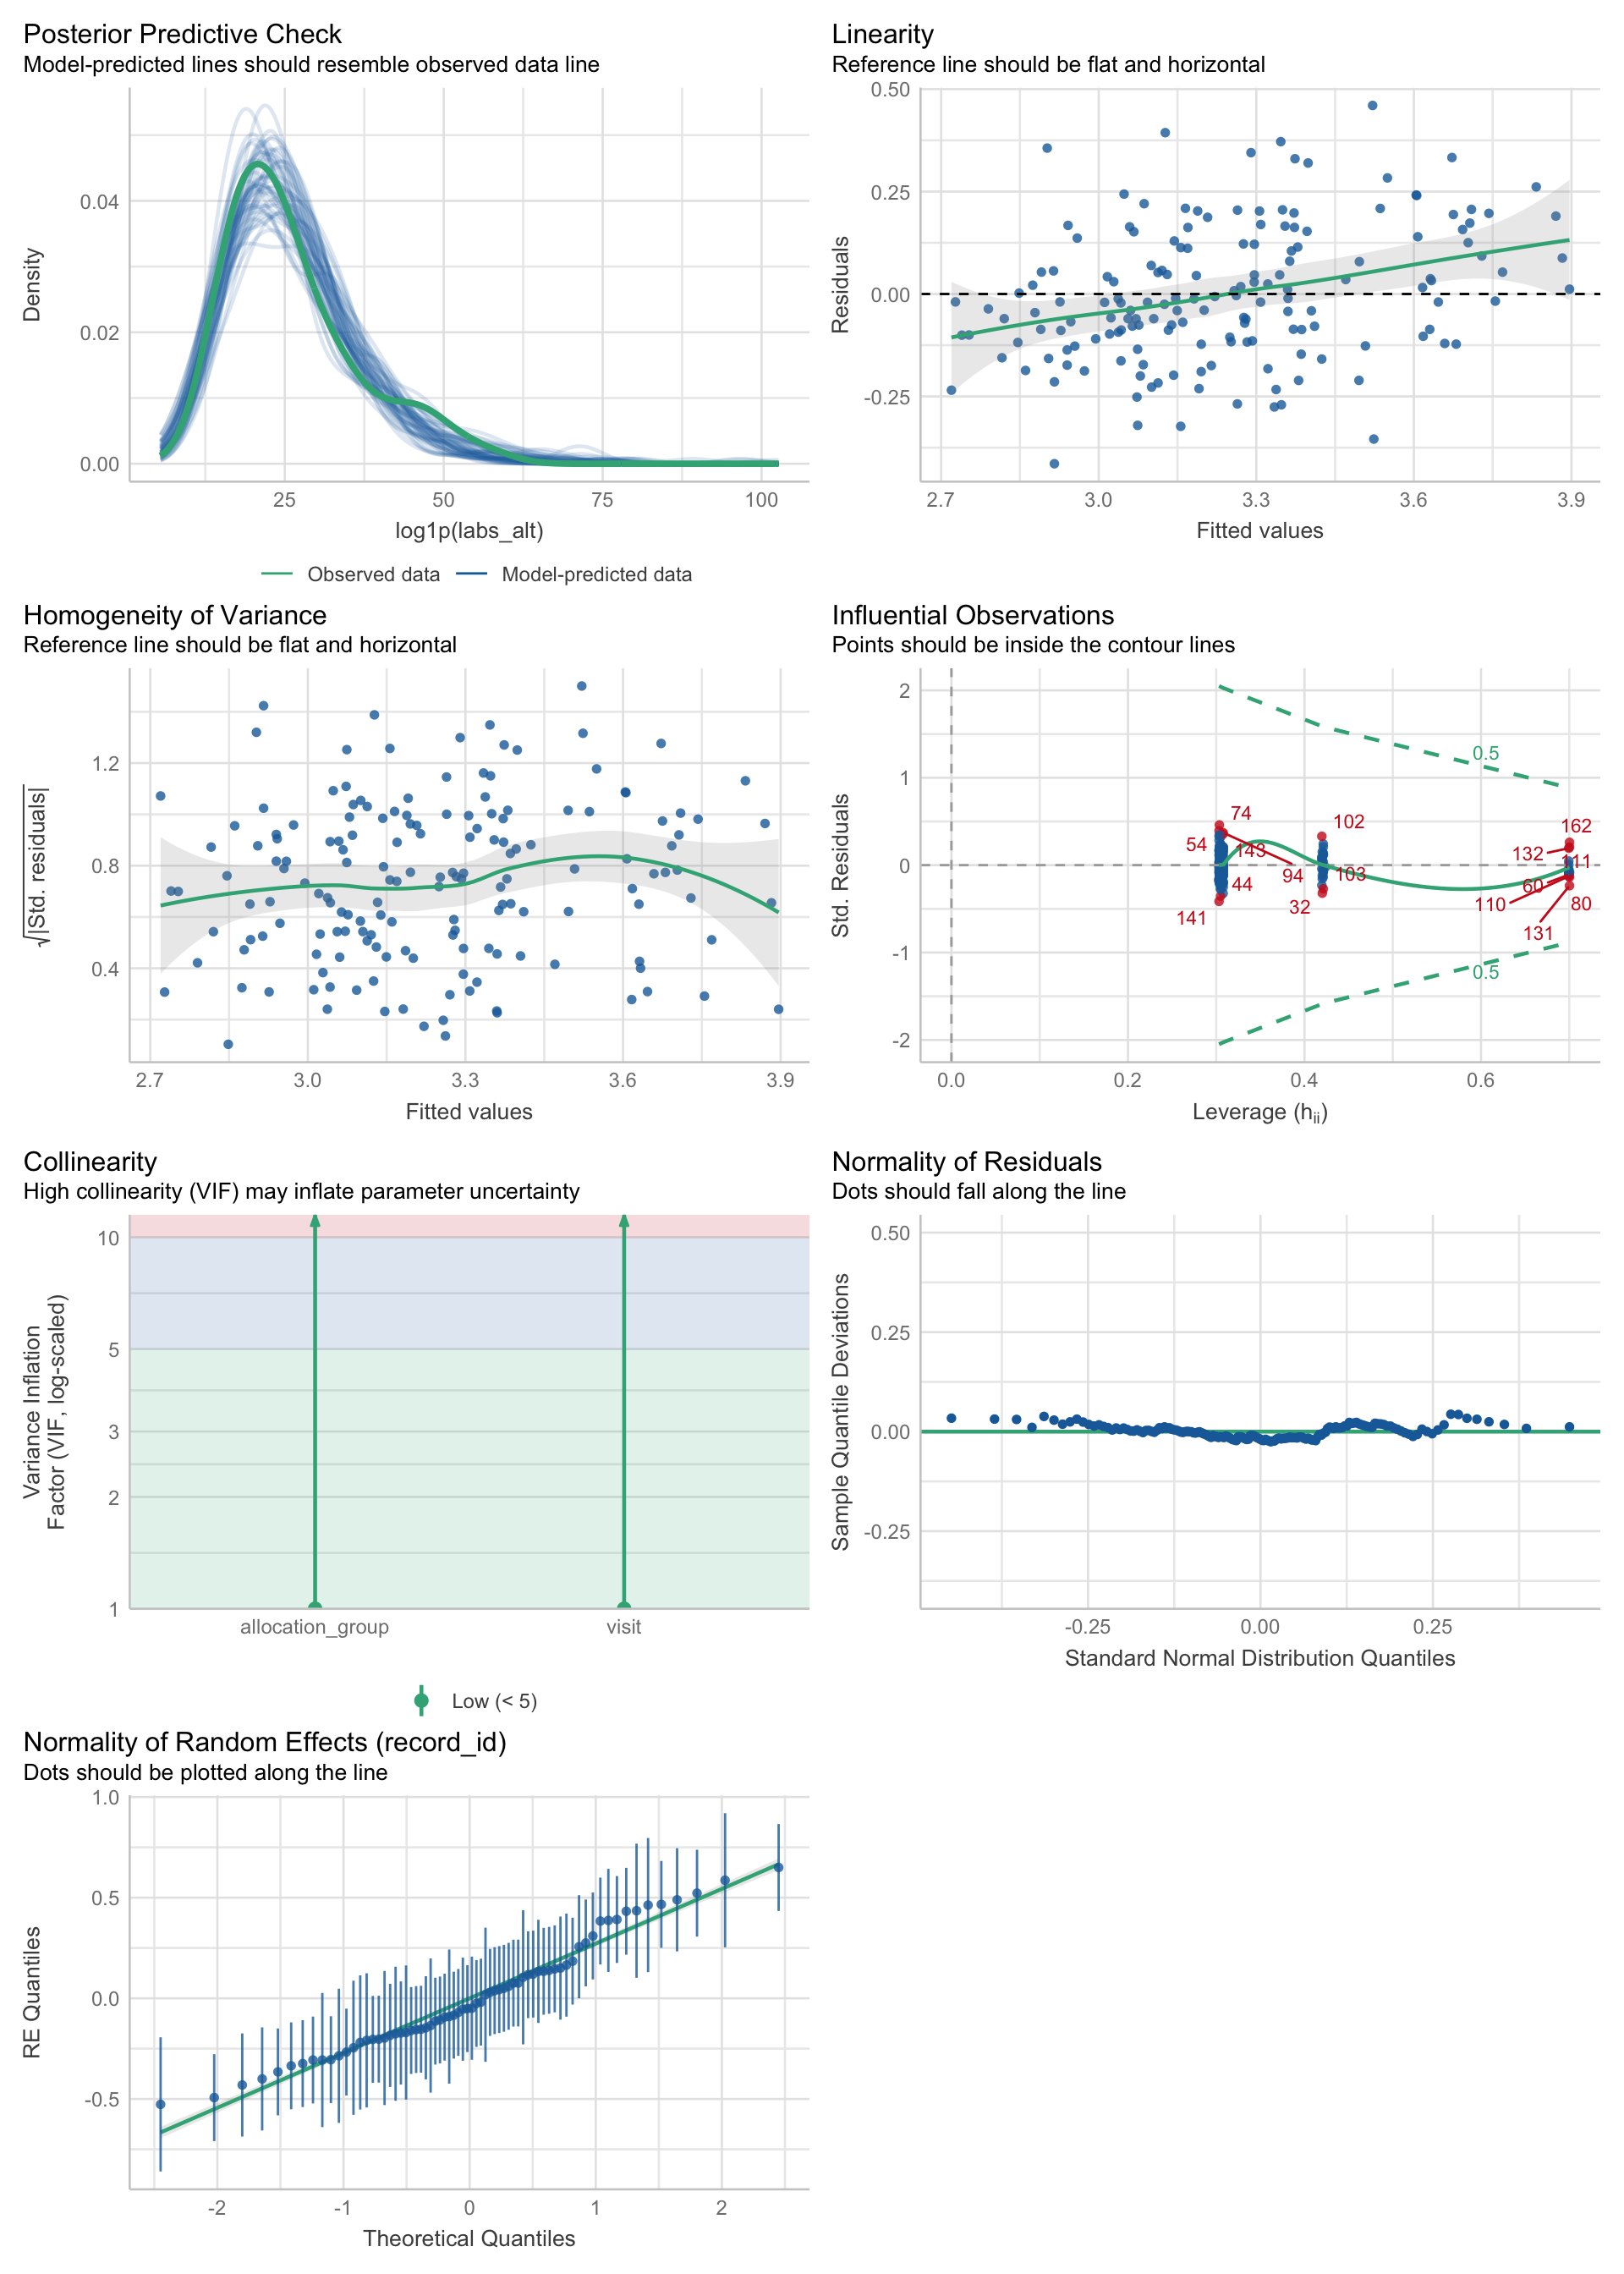 Posterior Predictive Check
Model-predicted lines should resemble observed data line
Density
0.04
0.02
0.00
25
50
75
100
log1p(labs_alt)
Observed data
Model-predicted data
Linearity
Reference line should be flat and horizontal
Residuals
0.50
0.25
0.00
-0.25
2.7
3.0
3.3
3.6
3.9
Fitted values
Homogeneity of Variance
Reference line should be flat and horizontal
√|Std. residuals|
1.2
0.8
0.4
2.7
3.0
3.3
3.6
3.9
Fitted values
Influential Observations
Points should be inside the contour lines
Std. Residuals
2
1
0
-1
-2
0.5
74
102
162
54
143
132
111
94
103
44
60
141
32
110
80
131
0.5
0.0
0.2
0.4
0.6
Leverage (hii)
Collinearity
High collinearity (VIF) may inflate parameter uncertainty
Variance Inflation
Factor (VIF, log-scaled)
10
5
3
2
1
allocation_group
visit
Low (< 5)
Normality of Residuals
Dots should fall along the line
Sample Quantile Deviations
0.50
0.25
0.00
-0.25
-0.25
0.00
0.25
Standard Normal Distribution Quantiles
Normality of Random Effects (record_id)
Dots should be plotted along the line
RE Quantiles
1.0
0.5
0.0
-0.5
-2
-1
0
1
2
Theoretical Quantiles